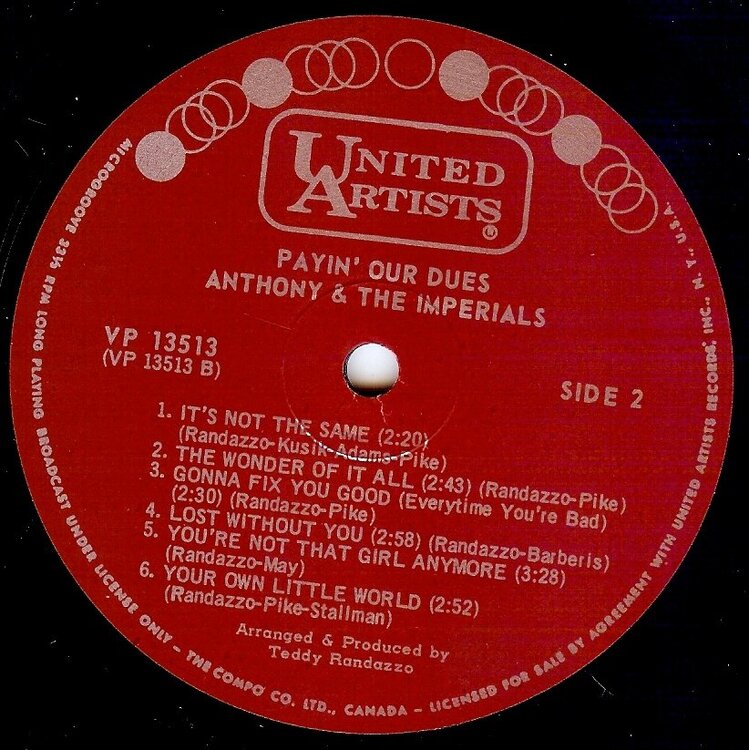 UNITED
ARTISTS
PAYIN' OUR DUES
ANTHONY & THE IMPERIALS
VP 13513
(VP 13513 B)
SIDE 2
1. IT'S NOT THE SAME (2:20)
(Randazzo-Kusik-Adams-Pike)
2. THE WONDER OF IT ALL (2:43) (Randazzo-Pike)
3. GONNA FIX YOU GOOD (Everytime You're Bad)
(2:30) (Randazzo-Pike)
4. LOST WITHOUT YOU (2:58) (Randazzo-Barberis)
5. YOU'RE NOT THAT GIRL ANYMORE (3:28)
(Randazzo-May)
6. YOUR OWN LITTLE WORLD (2:52)
(Randazzo-Pike-Stallman)
Arranged & Produced by
Teddy Randazzo
MICROGROOVE 33⅓ RPM LONG PLAYING BROADCAST UNDER LICENSE ONLY - THE COMPO CO. LTD., CANADA - LICENSED FOR SALE BY AGREEMENT WITH UNITED ARTISTS RECORDS, INC., N. Y., U.S.A.